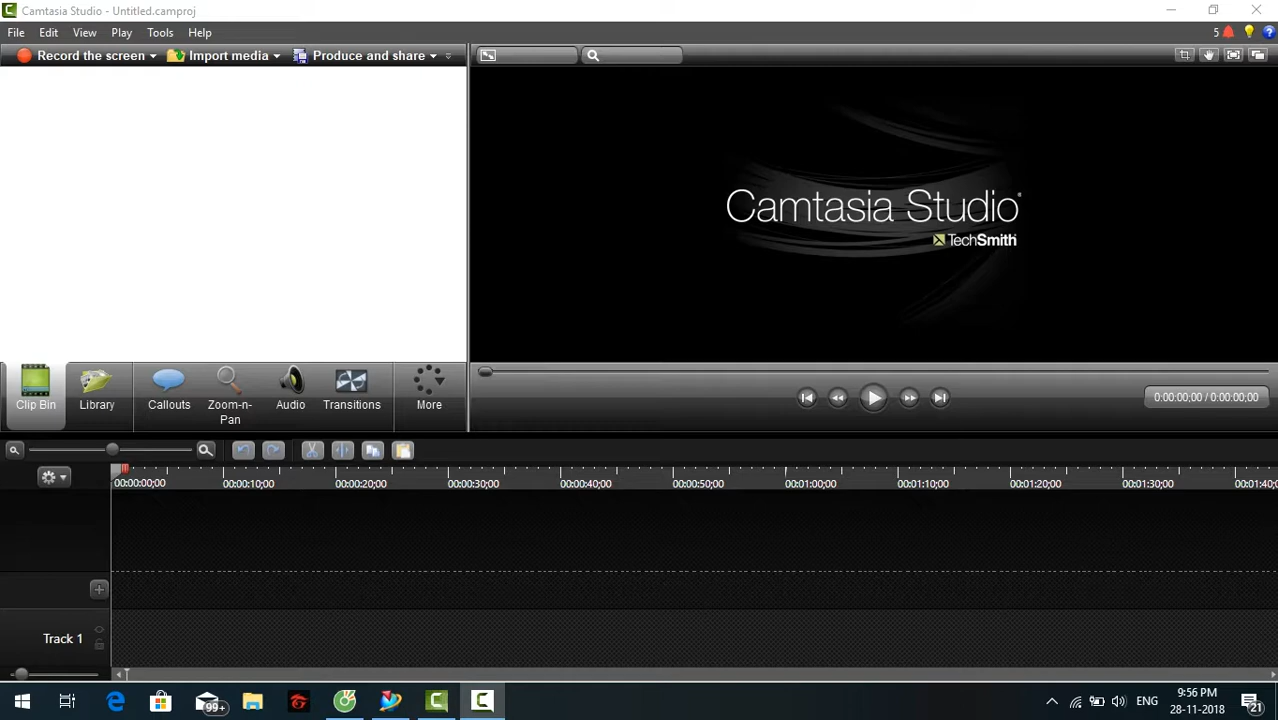 Camtasia Studio - Untitled.camproj
File Edit View Play Tools Help
5
Record the screen Import media Produce and share
Camtasia Studio®
TechSmith
Clip Bin Library Callouts Zoom-n-Pan Audio Transitions More
0:00:00;00 / 0:00:00;00
00:00:00;00 00:00:10;00 00:00:20;00 00:00:30;00 00:00:40;00 00:00:50;00 00:01:00;00 00:01:10;00 00:01:20;00 00:01:30;00 00:01:40;
Track 1
99+
ENG
9:56 PM
28-11-2018
21